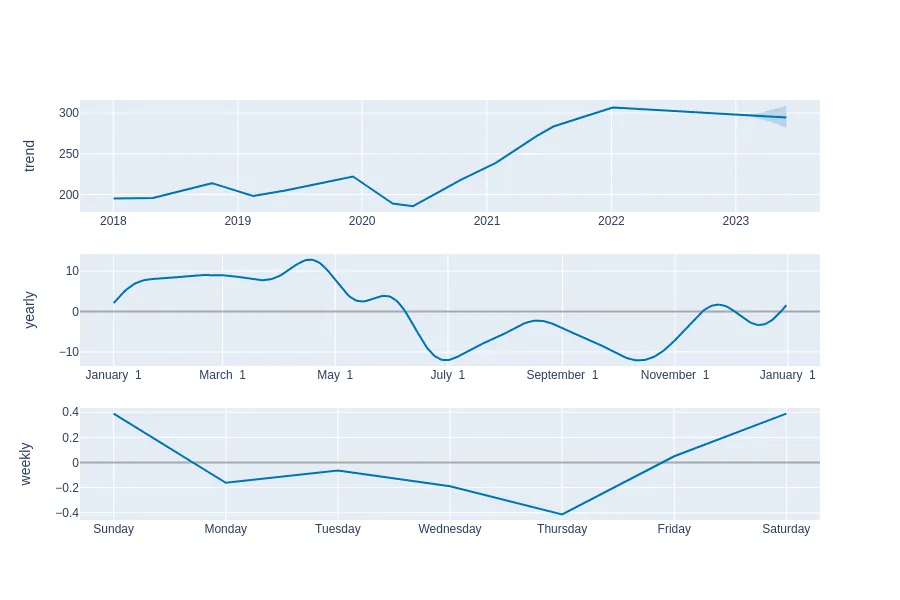 trend
300
250
200
2018 2019 2020 2021 2022 2023
yearly
10
0
−10
January 1 March 1 May 1 July 1 September 1 November 1 January 1
weekly
0.4
0.2
0
−0.2
−0.4
Sunday Monday Tuesday Wednesday Thursday Friday Saturday